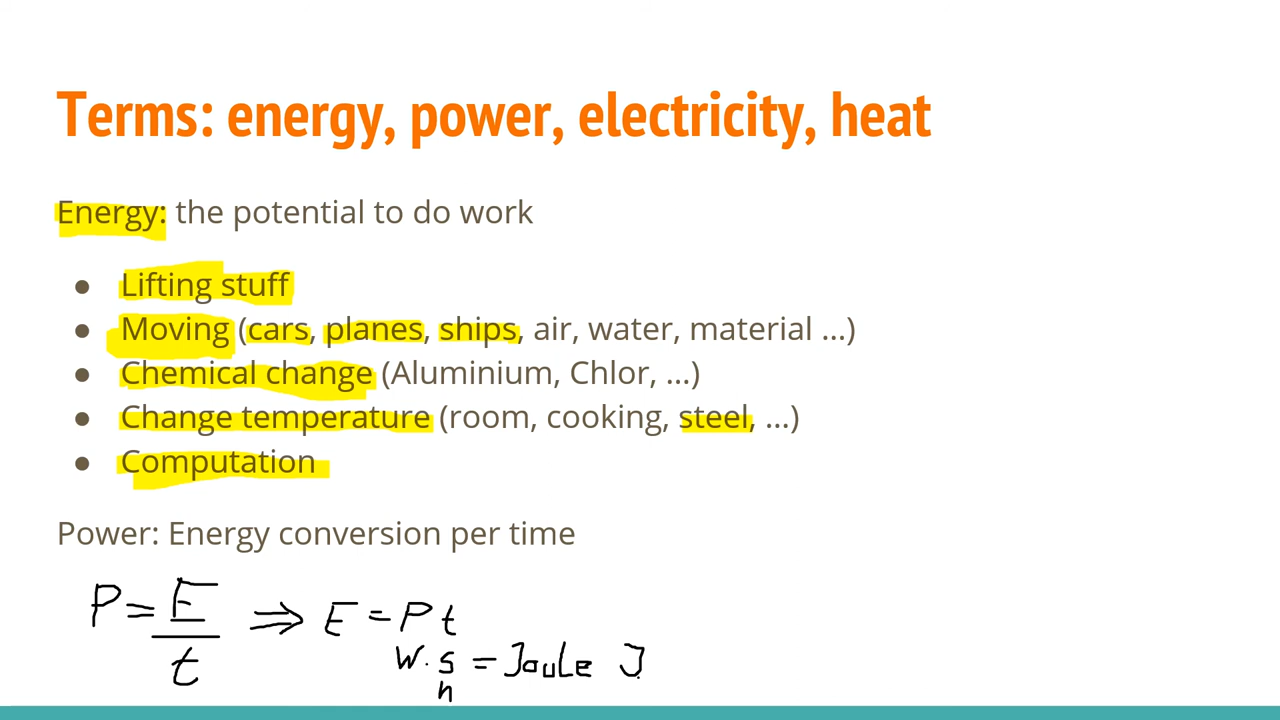 Terms: energy, power, electricity, heat
Energy: the potential to do work
● Lifting stuff
● Moving (cars, planes, ships, air, water, material ...)
● Chemical change (Aluminium, Chlor, ...)
● Change temperature (room, cooking, steel, ...)
● Computation
Power: Energy conversion per time
P = E / t ⇒ E = P t
W · s = Joule J
h